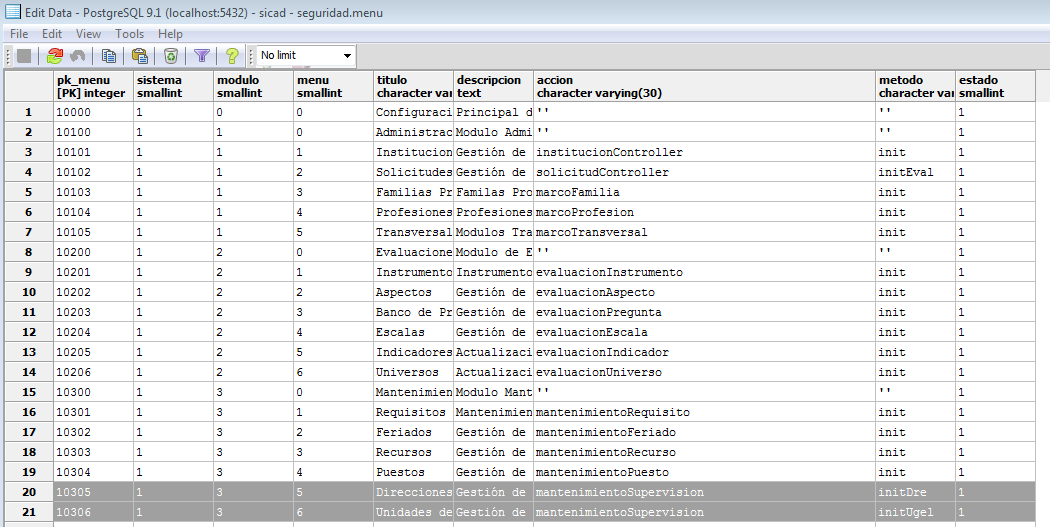 Edit Data - PostgreSQL 9.1 (localhost:5432) - sicad - seguridad.menu
File Edit View Tools Help
No limit
pk_menu sistema modulo menu titulo descripcion accion metodo estado
[PK] integer smallint smallint smallint character var text character varying(30) character var smallint
1 10000 1 0 0 Configuraci Principal d '' '' 1
2 10100 1 1 0 Administrac Modulo Admi '' '' 1
3 10101 1 1 1 Institucion Gestión de institucionController init 1
4 10102 1 1 2 Solicitudes Gestión de solicitudController initEval 1
5 10103 1 1 3 Familias Pr Familas Pro marcoFamilia init 1
6 10104 1 1 4 Profesiones Profesiones marcoProfesion init 1
7 10105 1 1 5 Transversal Modulos Tra marcoTransversal init 1
8 10200 1 2 0 Evaluacione Modulo de E '' '' 1
9 10201 1 2 1 Instrumento Instrumento evaluacionInstrumento init 1
10 10202 1 2 2 Aspectos Gestión de evaluacionAspecto init 1
11 10203 1 2 3 Banco de Pr Gestión de evaluacionPregunta init 1
12 10204 1 2 4 Escalas Gestión de evaluacionEscala init 1
13 10205 1 2 5 Indicadores Actualizaci evaluacionIndicador init 1
14 10206 1 2 6 Universos Actualizaci evaluacionUniverso init 1
15 10300 1 3 0 Mantenimien Modulo Mant '' '' 1
16 10301 1 3 1 Requisitos Mantenimien mantenimientoRequisito init 1
17 10302 1 3 2 Feriados Gestión de mantenimientoFeriado init 1
18 10303 1 3 3 Recursos Gestión de mantenimientoRecurso init 1
19 10304 1 3 4 Puestos Gestión de mantenimientoPuesto init 1
20 10305 1 3 5 Direcciones Gestión de mantenimientoSupervision initDre 1
21 10306 1 3 6 Unidades de Gestión de mantenimientoSupervision initUgel 1